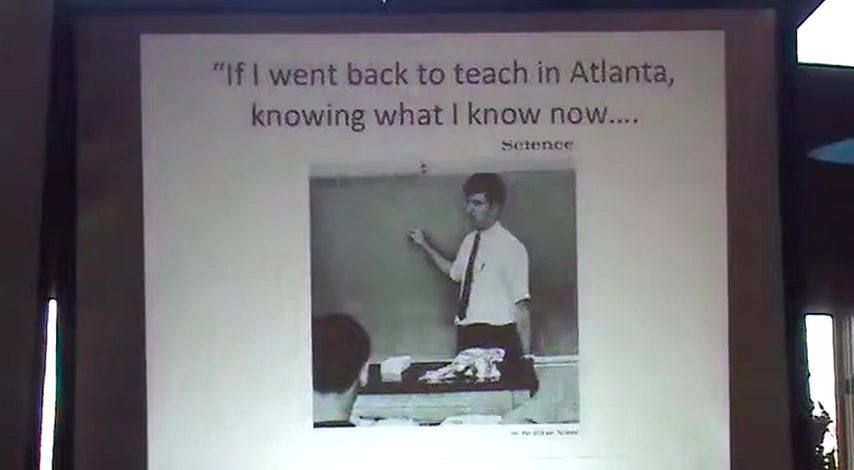 “If I went back to teach in Atlanta,
knowing what I know now....
Science